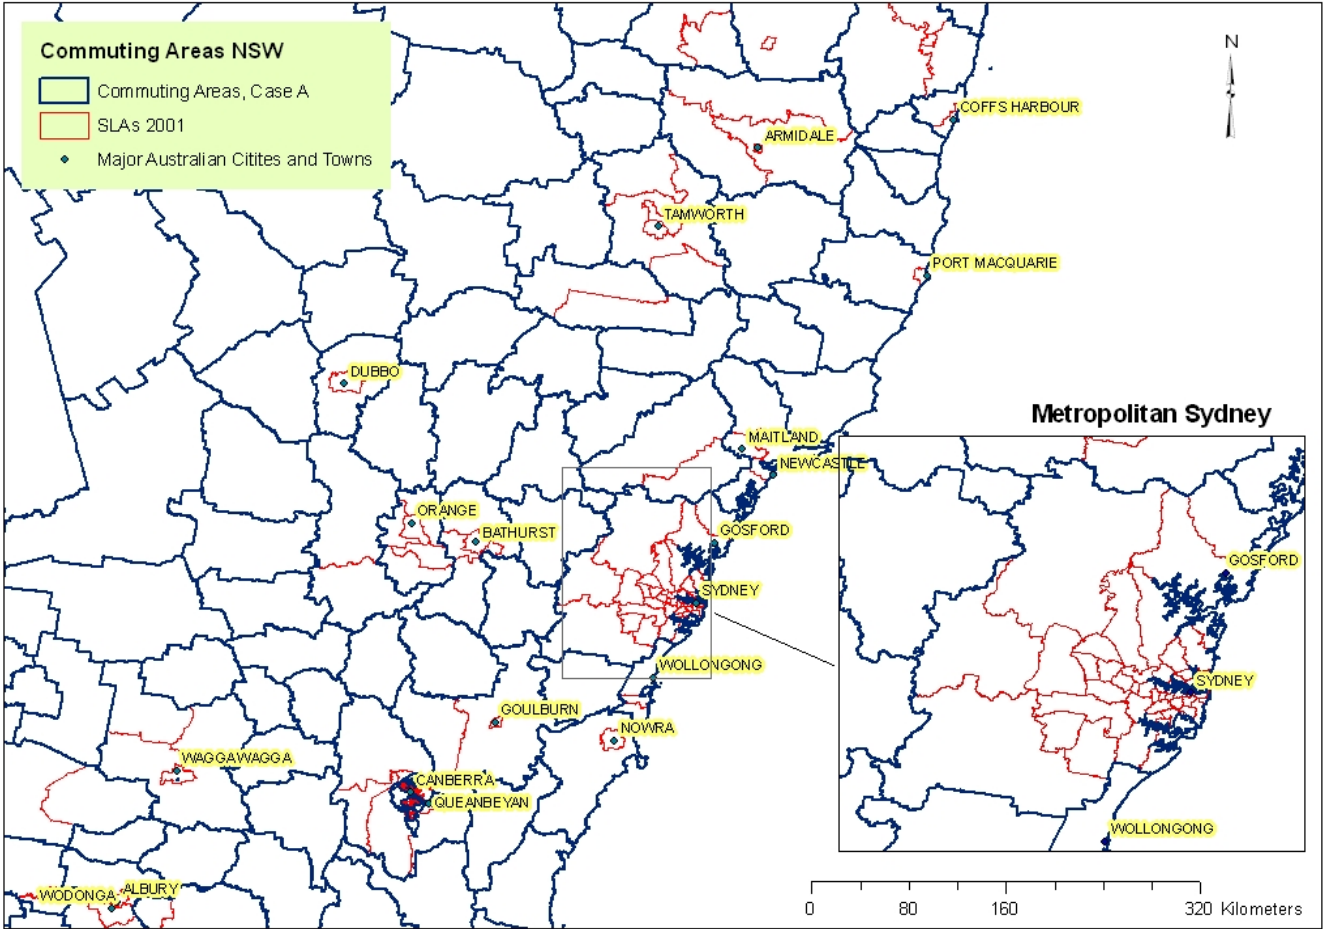 Commuting Areas NSW
Commuting Areas, Case A
SLAs 2001
Major Australian Citites and Towns
N
COFFS HARBOUR
ARMIDALE
TAMWORTH
PORT MACQUARIE
DUBBO
Metropolitan Sydney
MAITLAND
NEWCASTLE
ORANGE
BATHURST
GOSFORD
GOSFORD
SYDNEY
WOLLONGONG
SYDNEY
GOULBURN
NOWRA
WAGGAWAGGA
CANBERRA
QUEANBEYAN
WOLLONGONG
WODONGA
ALBURY
0 80 160 320 Kilometers